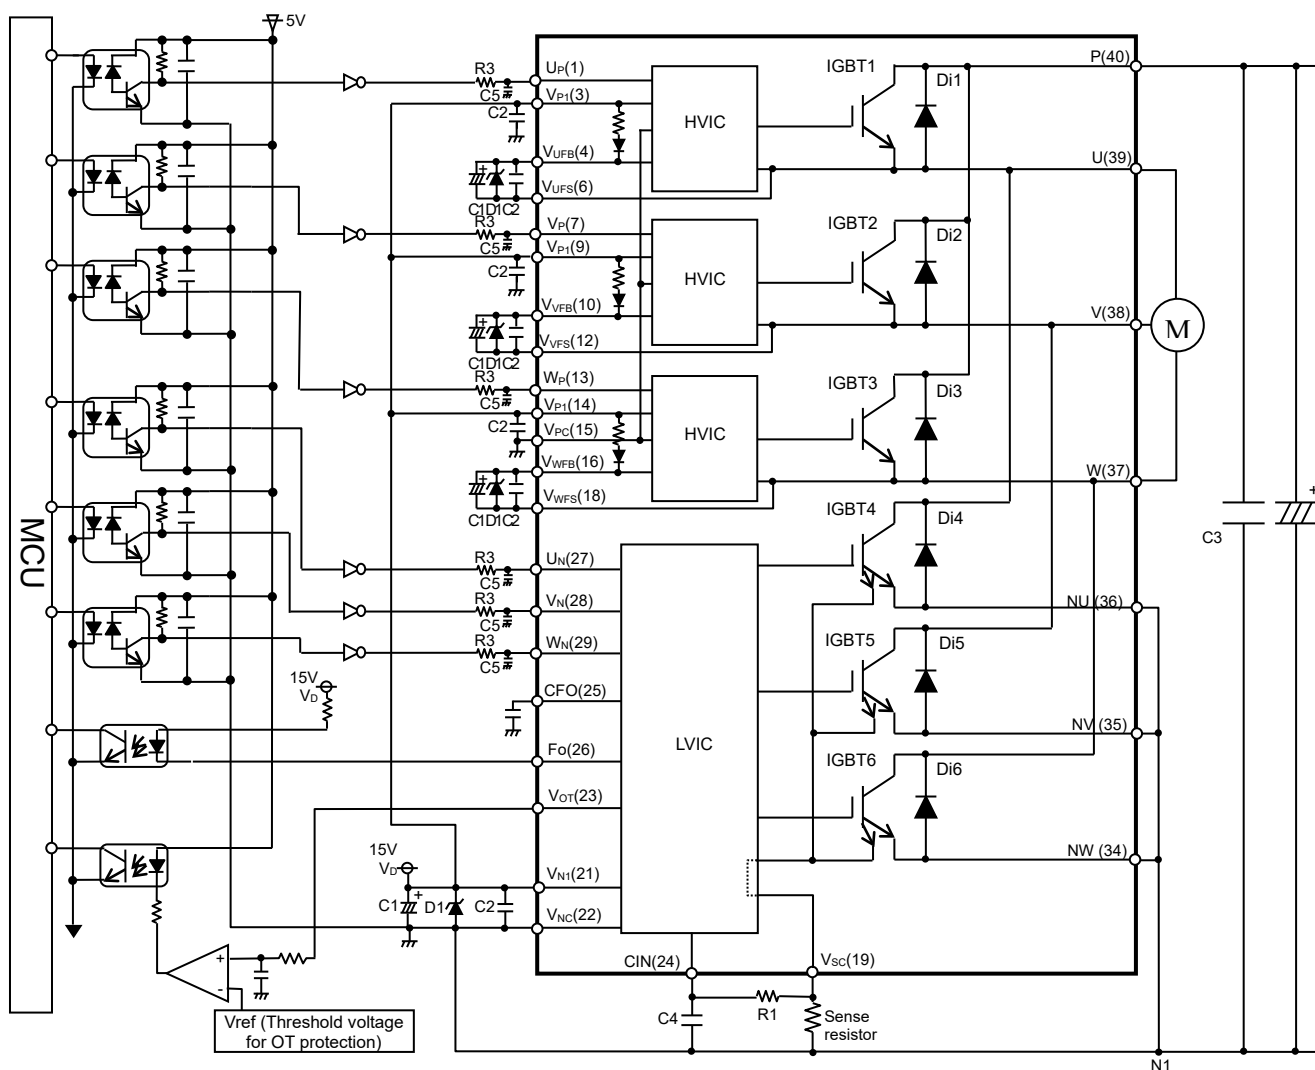 5V
MCU
R3
C5
UP(1)
VP1(3)
C2
VUFB(4)
VUFS(6)
+
C1D1C2
HVIC
IGBT1
Di1
P(40)
U(39)
R3
C5
VP(7)
VP1(9)
C2
VVFB(10)
VVFS(12)
+
C1D1C2
HVIC
IGBT2
Di2
V(38)
M
R3
C5
WP(13)
VP1(14)
C2
VPC(15)
VWFB(16)
VWFS(18)
+
C1D1C2
HVIC
IGBT3
Di3
W(37)
IGBT4
Di4
C3
+
R3
C5
UN(27)
R3
C5
VN(28)
R3
C5
WN(29)
NU (36)
IGBT5
Di5
15V
VD
CFO(25)
LVIC
NV (35)
Fo(26)
IGBT6
Di6
VOT(23)
15V
VD
NW (34)
VN1(21)
C1
+
D1
C2
VNC(22)
CIN(24)
VSC(19)
+
-
C4
R1
Sense
resistor
Vref (Threshold voltage
for OT protection)
N1